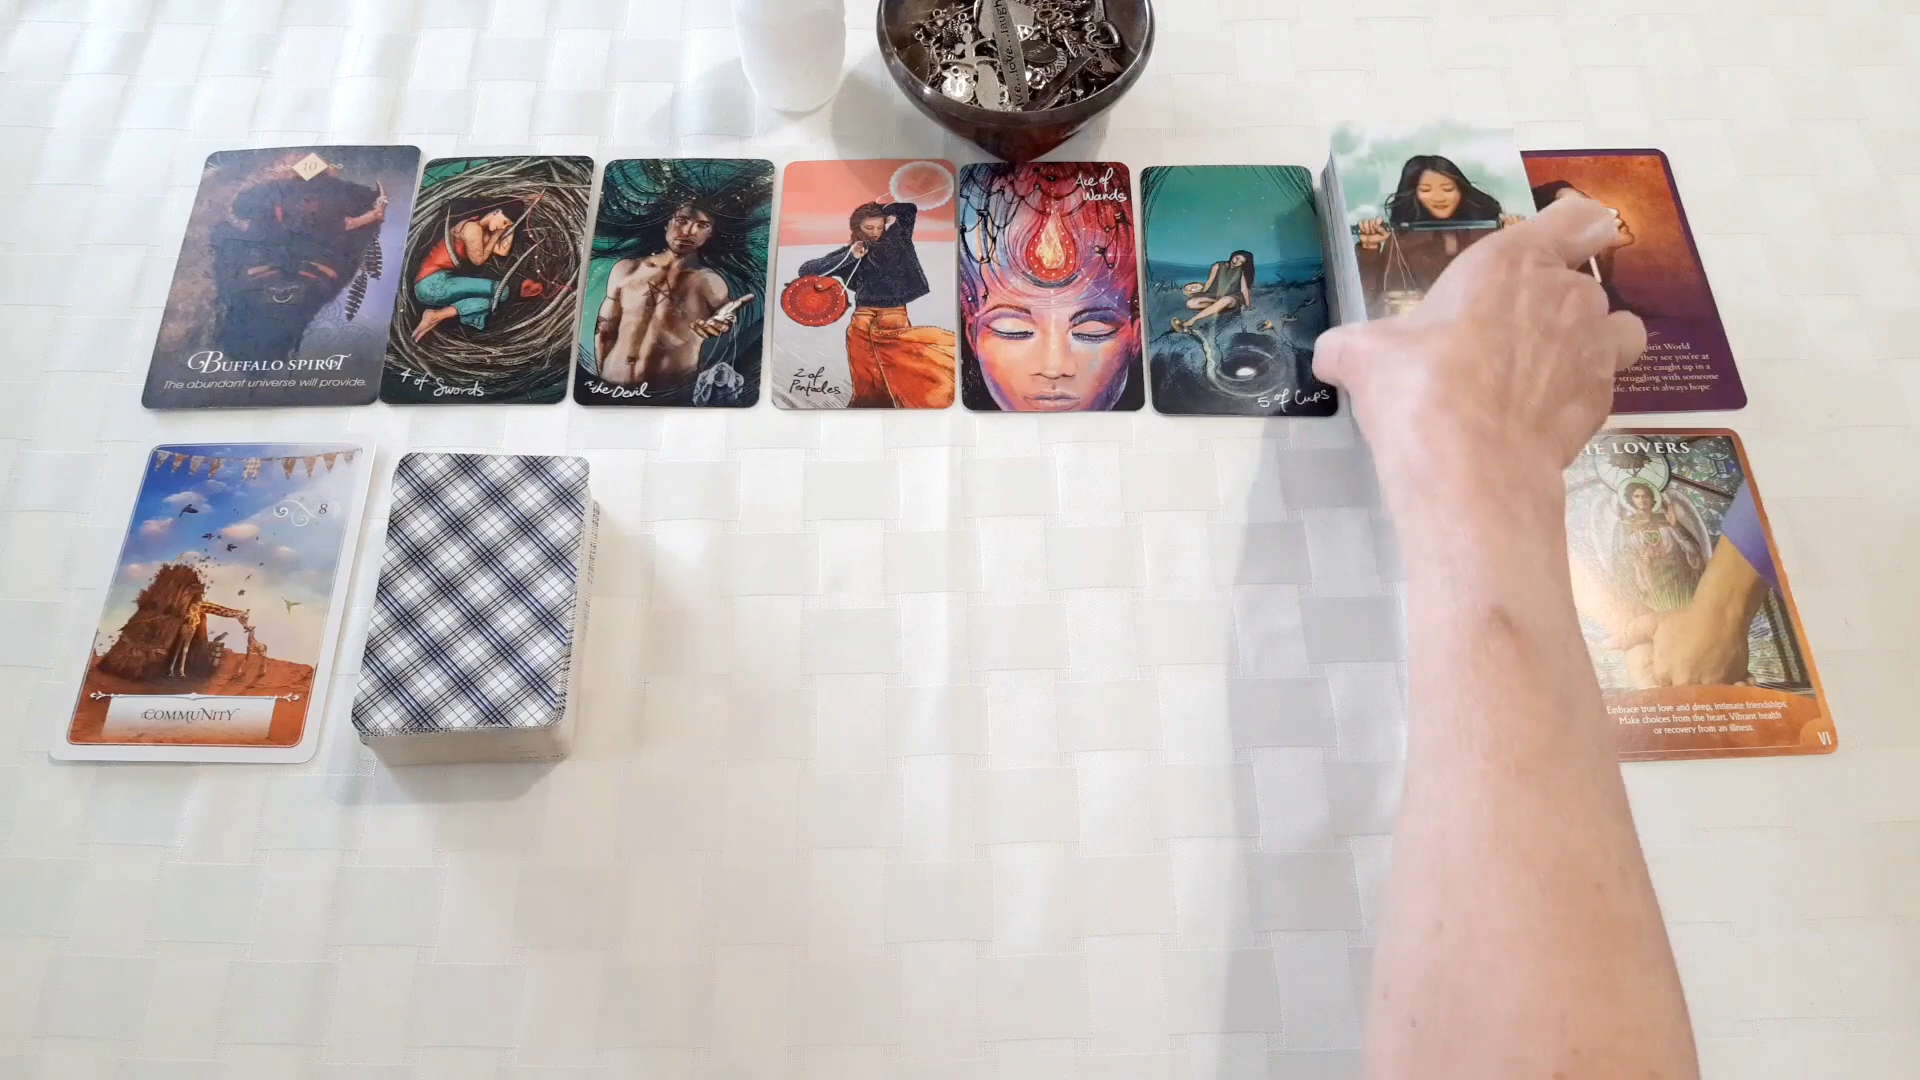 love...laugh
10
BUFFALO SPIRIT
The abundant universe will provide.
4 of Swords
the Devil
2 of
Pentacles
Ace of
Wands
5 of Cups
Spirit World
they see you're at
you're caught up in a
struggling with someone
life. there is always hope
8
COMMUNITY
THE LOVERS
Embrace true love and deep, intimate friendships.
Make choices from the heart. Vibrant health
or recovery from an illness.
VI